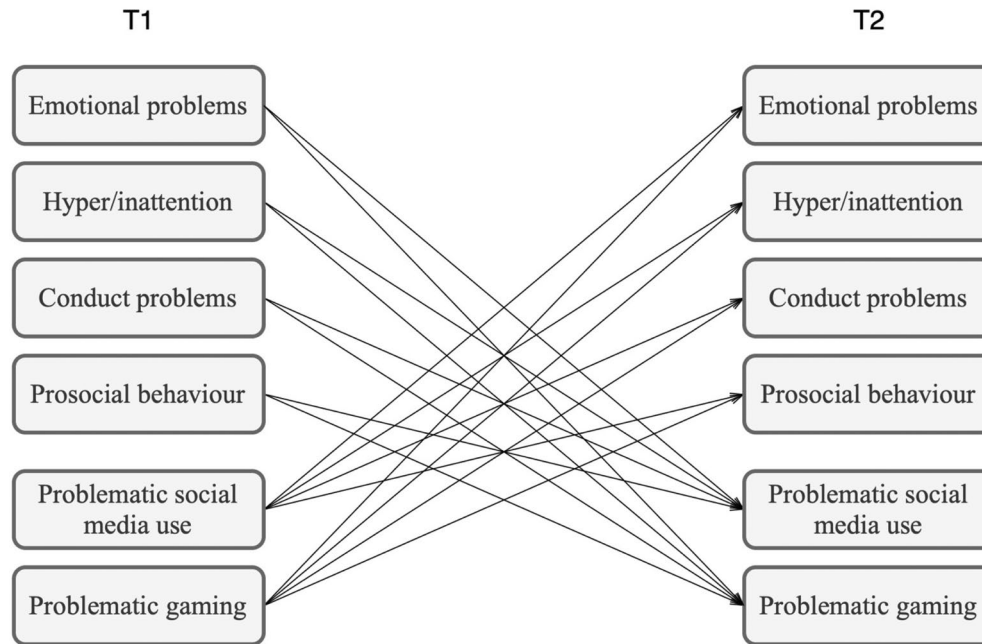 T1
T2
Emotional problems
Emotional problems
Hyper/inattention
Hyper/inattention
Conduct problems
Conduct problems
Prosocial behaviour
Prosocial behaviour
Problematic social
media use
Problematic social
media use
Problematic gaming
Problematic gaming